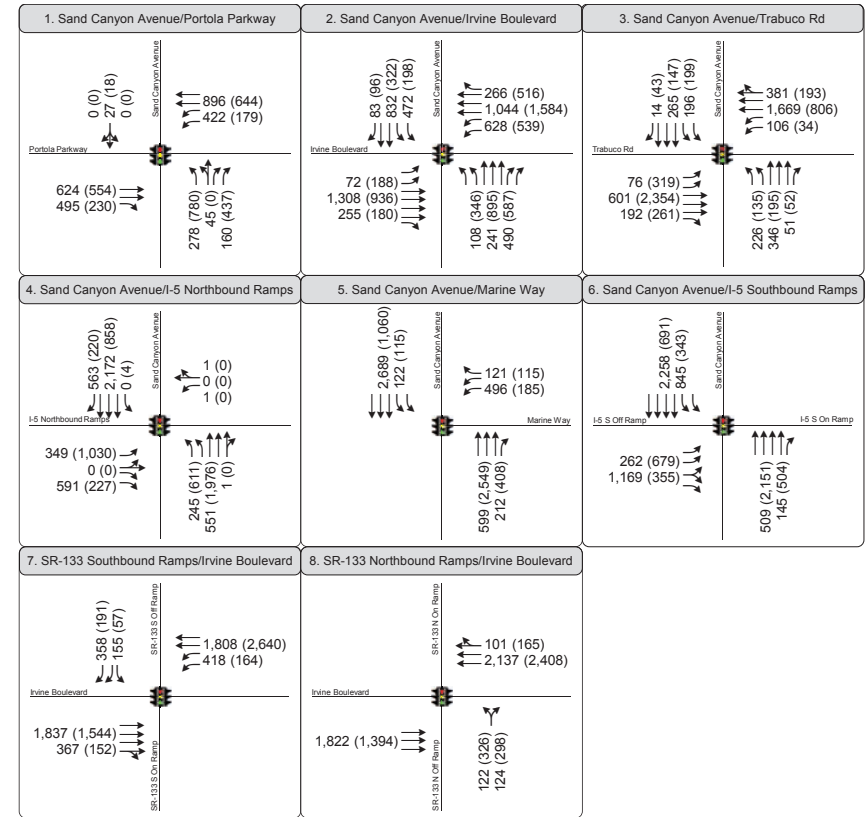 1. Sand Canyon Avenue/Portola Parkway
0 (0)
27 (18)
0 (0)
Sand Canyon Avenue
896 (644)
422 (179)
Portola Parkway
624 (554)
495 (230)
278 (780)
45 (0)
160 (437)
2. Sand Canyon Avenue/Irvine Boulevard
83 (96)
832 (322)
472 (198)
Sand Canyon Avenue
266 (516)
1,044 (1,584)
628 (539)
Irvine Boulevard
72 (188)
1,308 (936)
255 (180)
108 (346)
241 (895)
490 (587)
3. Sand Canyon Avenue/Trabuco Rd
14 (43)
265 (147)
196 (199)
Sand Canyon Avenue
381 (193)
1,669 (806)
106 (34)
Trabuco Rd
76 (319)
601 (2,354)
192 (261)
226 (135)
346 (195)
51 (52)
4. Sand Canyon Avenue/I-5 Northbound Ramps
563 (220)
2,172 (858)
0 (4)
Sand Canyon Avenue
1 (0)
0 (0)
1 (0)
I-5 Northbound Ramps
349 (1,030)
0 (0)
591 (227)
245 (611)
551 (1,976)
1 (0)
5. Sand Canyon Avenue/Marine Way
2,689 (1,060)
122 (115)
Sand Canyon Avenue
121 (115)
496 (185)
Marine Way
599 (2,549)
212 (408)
6. Sand Canyon Avenue/I-5 Southbound Ramps
2,258 (691)
845 (343)
Sand Canyon Avenue
I-5 S Off Ramp
I-5 S On Ramp
262 (679)
1,169 (355)
509 (2,151)
145 (504)
7. SR-133 Southbound Ramps/Irvine Boulevard
358 (191)
155 (57)
SR-133 S Off Ramp
1,808 (2,640)
418 (164)
Irvine Boulevard
1,837 (1,544)
367 (152)
SR-133 S On Ramp
8. SR-133 Northbound Ramps/Irvine Boulevard
SR-133 N On Ramp
101 (165)
2,137 (2,408)
Irvine Boulevard
1,822 (1,394)
SR-133 N Off Ramp
122 (326)
124 (298)